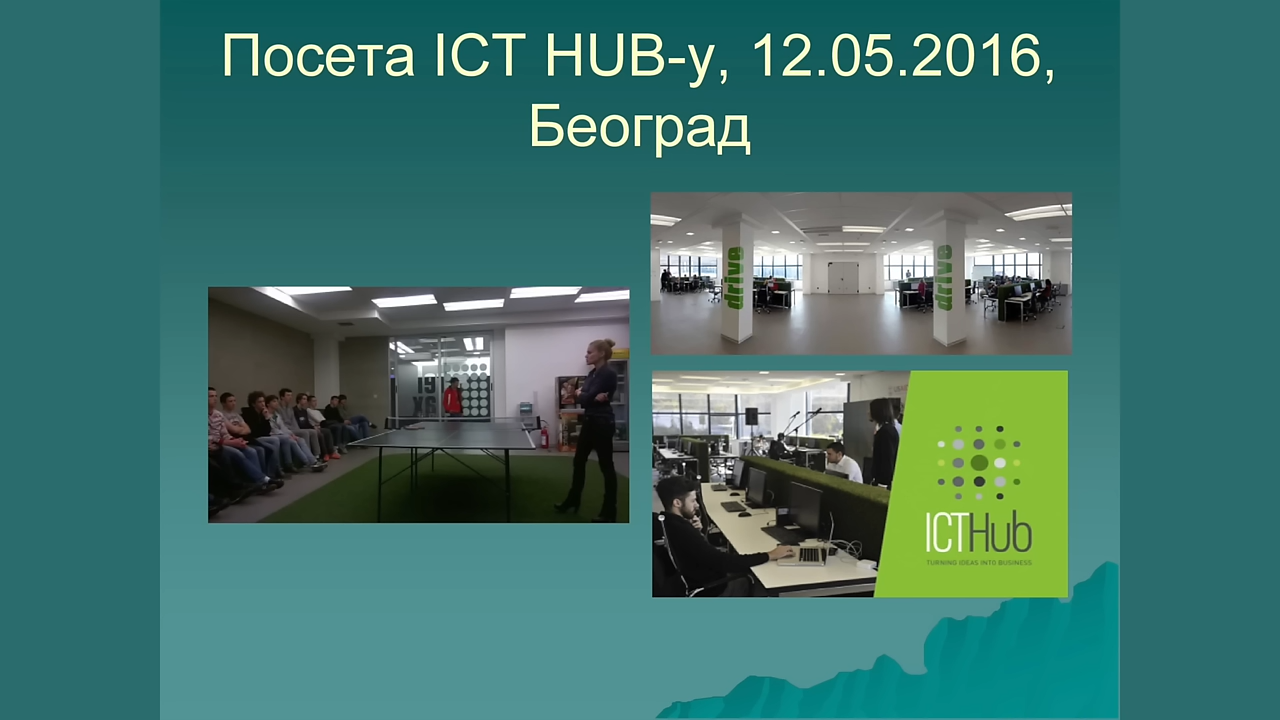 Посета ICT HUB-у, 12.05.2016,
Београд
drive
drive
ICTHub
TURNING IDEAS INTO BUSINESS